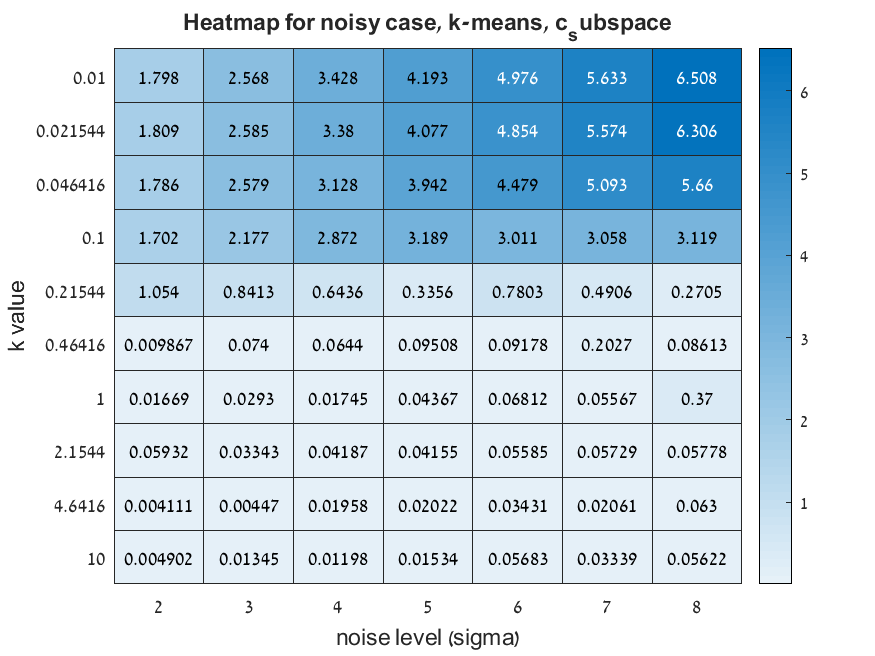 Heatmap for noisy case, k-means, c_subspace
0.01 1.798 2.568 3.428 4.193 4.976 5.633 6.508
0.021544 1.809 2.585 3.38 4.077 4.854 5.574 6.306
0.046416 1.786 2.579 3.128 3.942 4.479 5.093 5.66
0.1 1.702 2.177 2.872 3.189 3.011 3.058 3.119
0.21544 1.054 0.8413 0.6436 0.3356 0.7803 0.4906 0.2705
0.46416 0.009867 0.074 0.0644 0.09508 0.09178 0.2027 0.08613
1 0.01669 0.0293 0.01745 0.04367 0.06812 0.05567 0.37
2.1544 0.05932 0.03343 0.04187 0.04155 0.05585 0.05729 0.05778
4.6416 0.004111 0.00447 0.01958 0.02022 0.03431 0.02061 0.063
10 0.004902 0.01345 0.01198 0.01534 0.05683 0.03339 0.05622
2 3 4 5 6 7 8
noise level (sigma)
k value
6
5
4
3
2
1